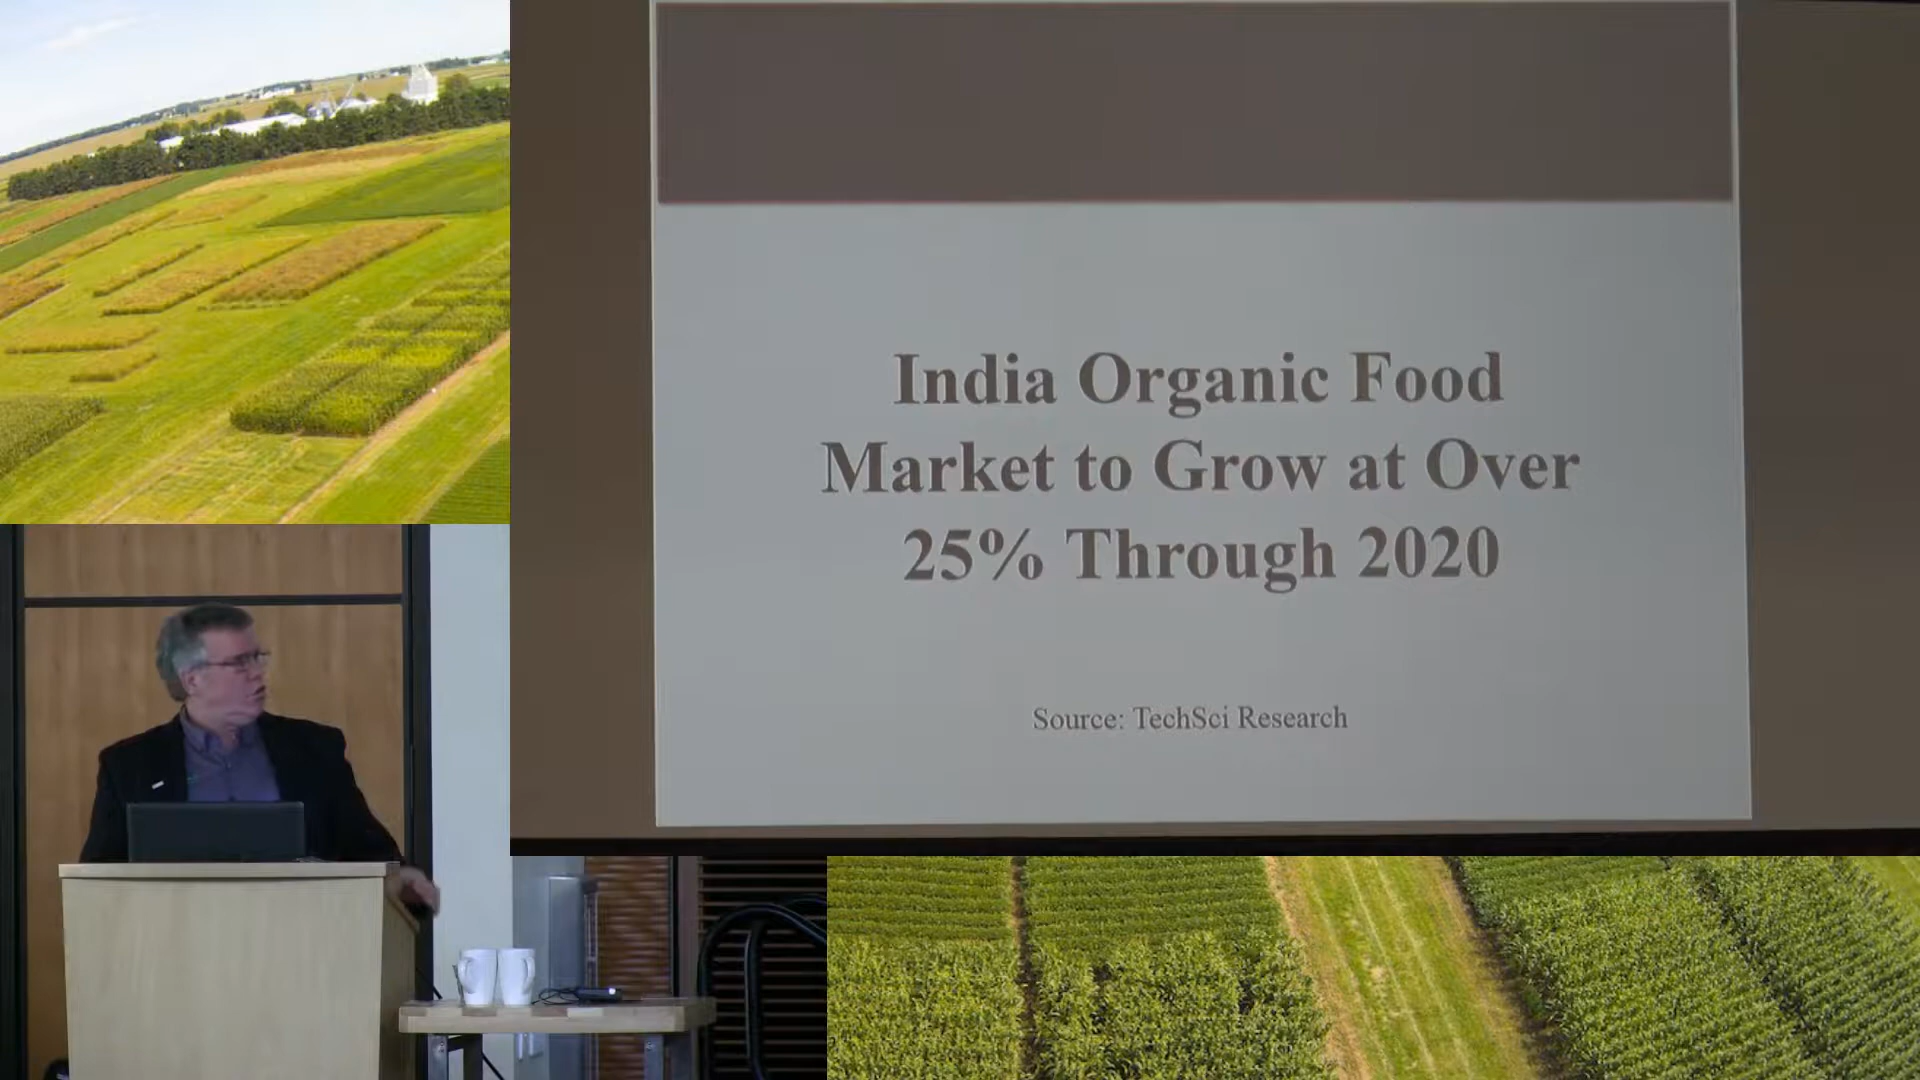 India Organic Food
Market to Grow at Over
25% Through 2020
Source: TechSci Research